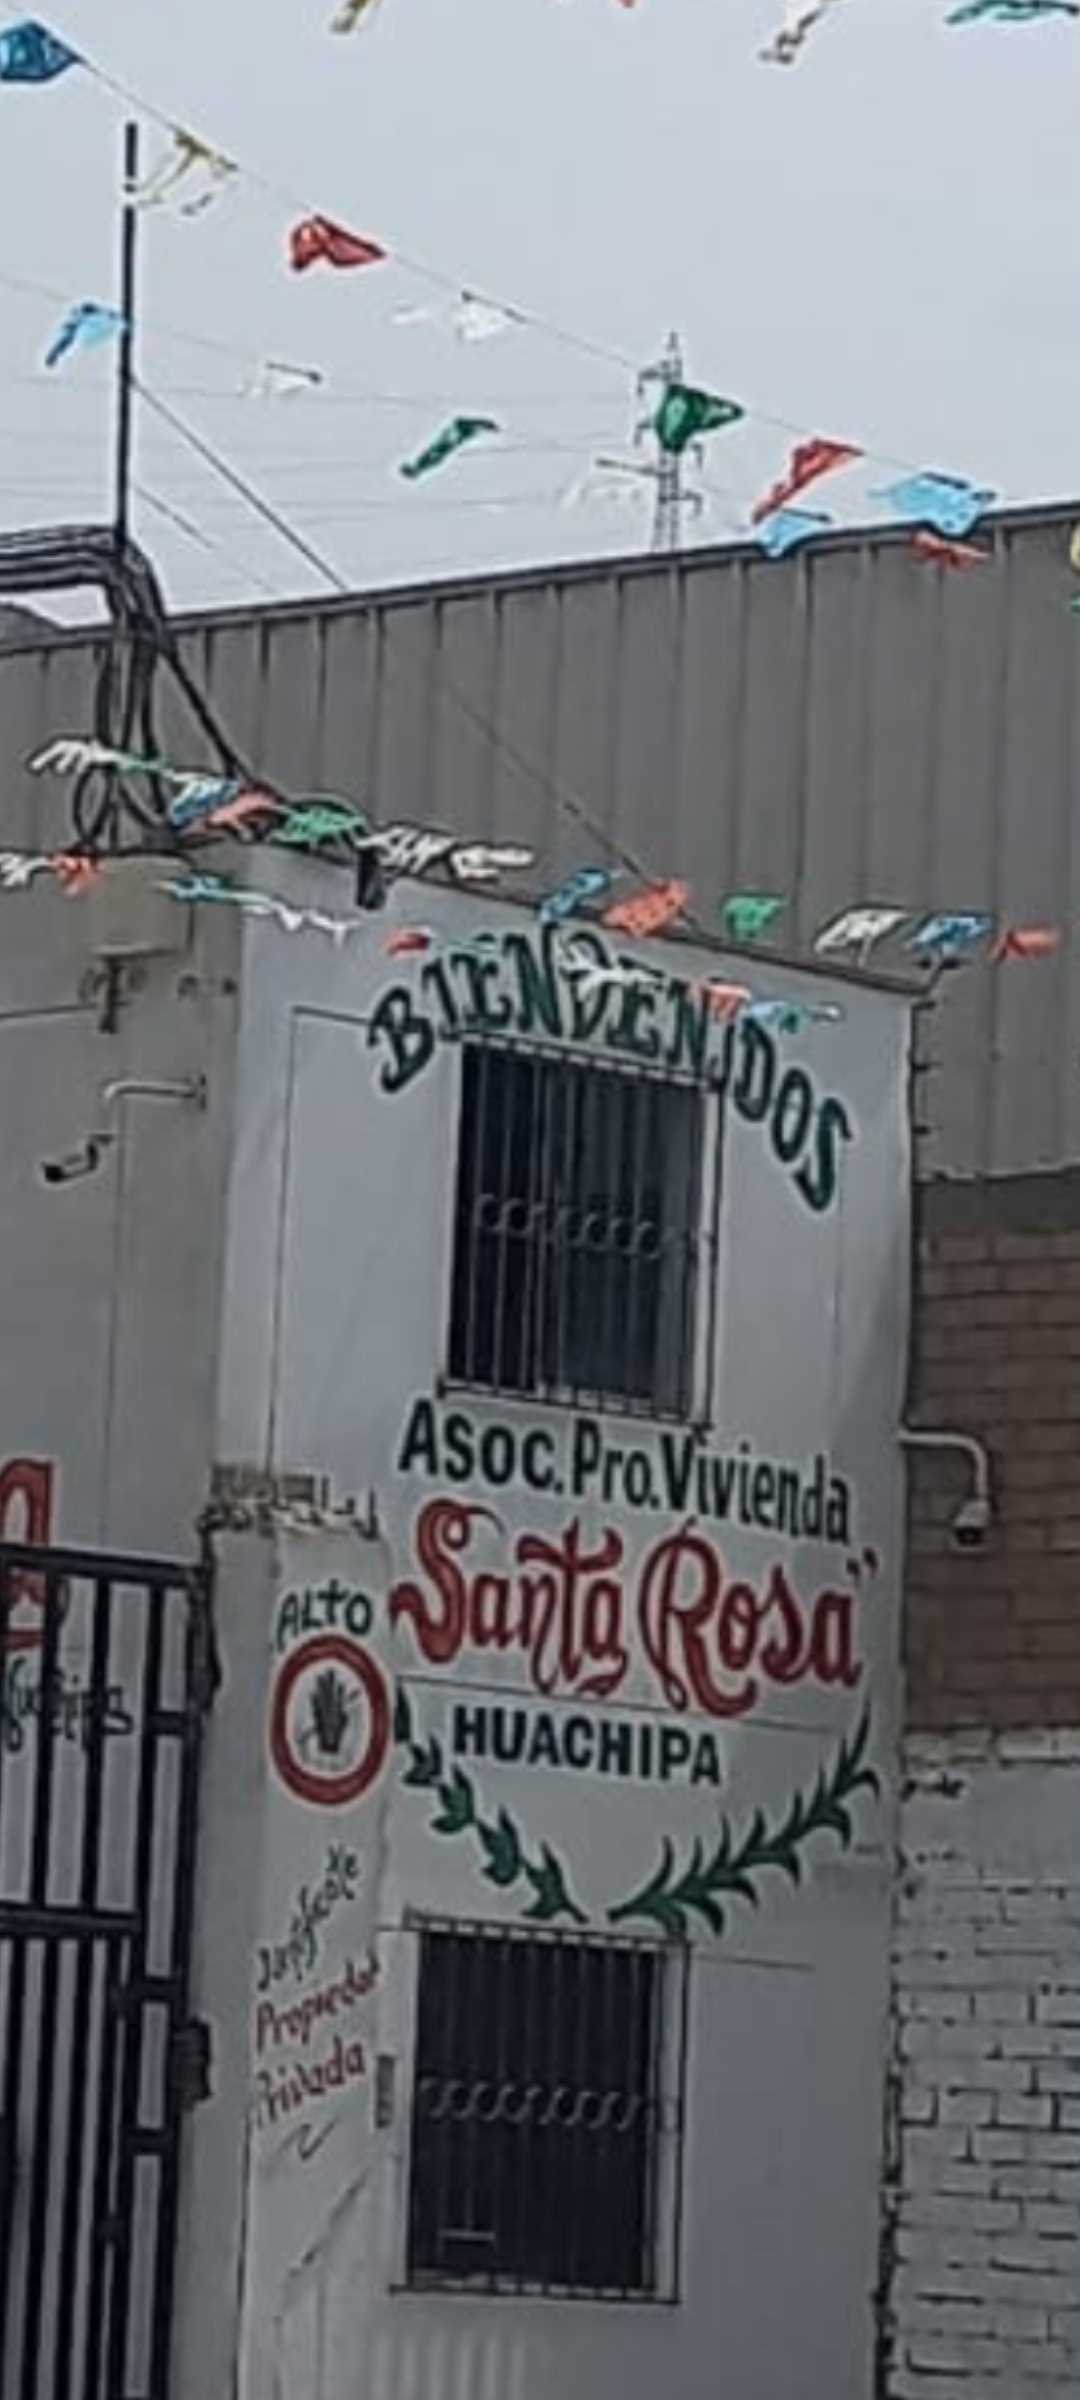 BIENVENIDOS
Asoc. Pro. Vivienda
Santa Rosa"
HUACHIPA
ALTO
Propiedad
Privada